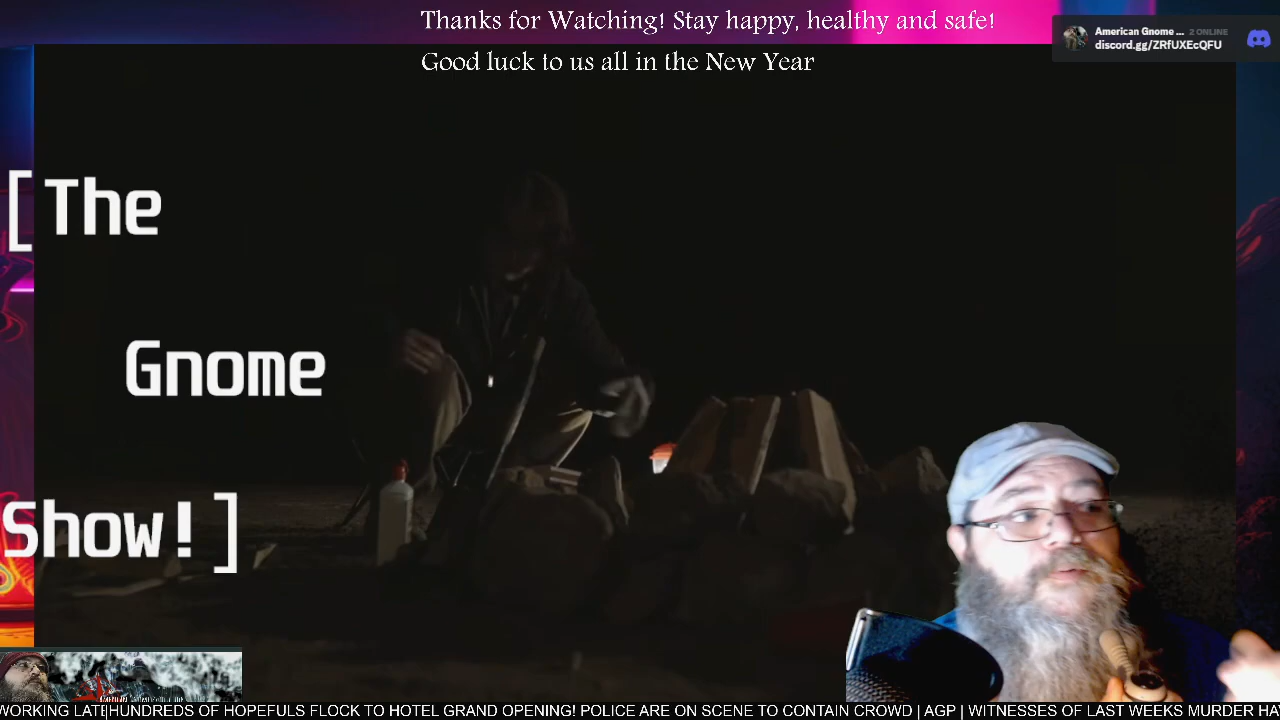 Thanks for Watching! Stay happy, healthy and safe!
Good luck to us all in the New Year
American Gnome ... 2 ONLINE
discord.gg/ZRfUXEcQFU
[The
Gnome
Show!]
WORKING LATE|HUNDREDS OF HOPEFULS FLOCK TO HOTEL GRAND OPENING! POLICE ARE ON SCENE TO CONTAIN CROWD | AGP | WITNESSES OF LAST WEEKS MURDER HA